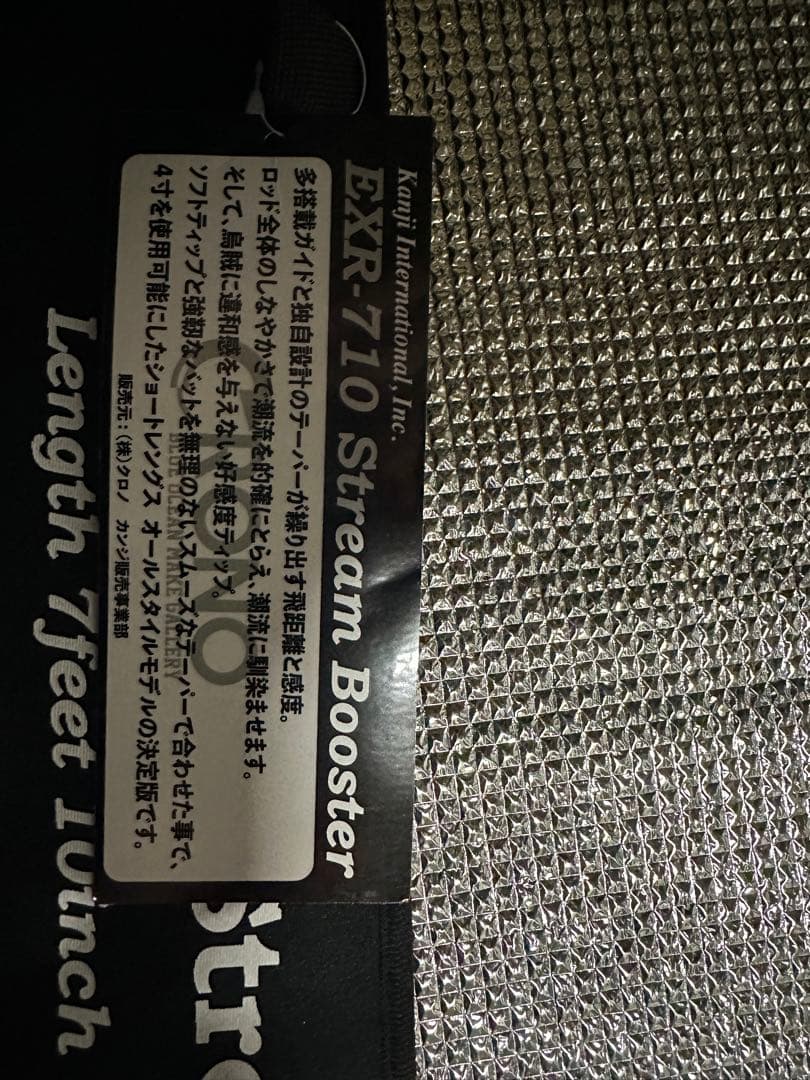 Kanji International, Inc.
EXR-710 Stream Booster
多搭載ガイドと独自設計のテーパーが繰り出す飛距離と感度。
ロッド全体のしなやかさで潮流を的確にとらえ、潮流に馴染ませます。
そして、烏賊に違和感を与えない好感度ティップ。
ソフトティップと強靭なバットを無理のないスムーズなテーパーで合わせた事で、
4寸を使用可能にしたショートレングス オールスタイルモデルの決定版です。
販売元：（株）クロノ カンジ販売事業部
CRONO
BLUE OCEAN MAKE GALLERY
Stre
Length 7feet 10inch